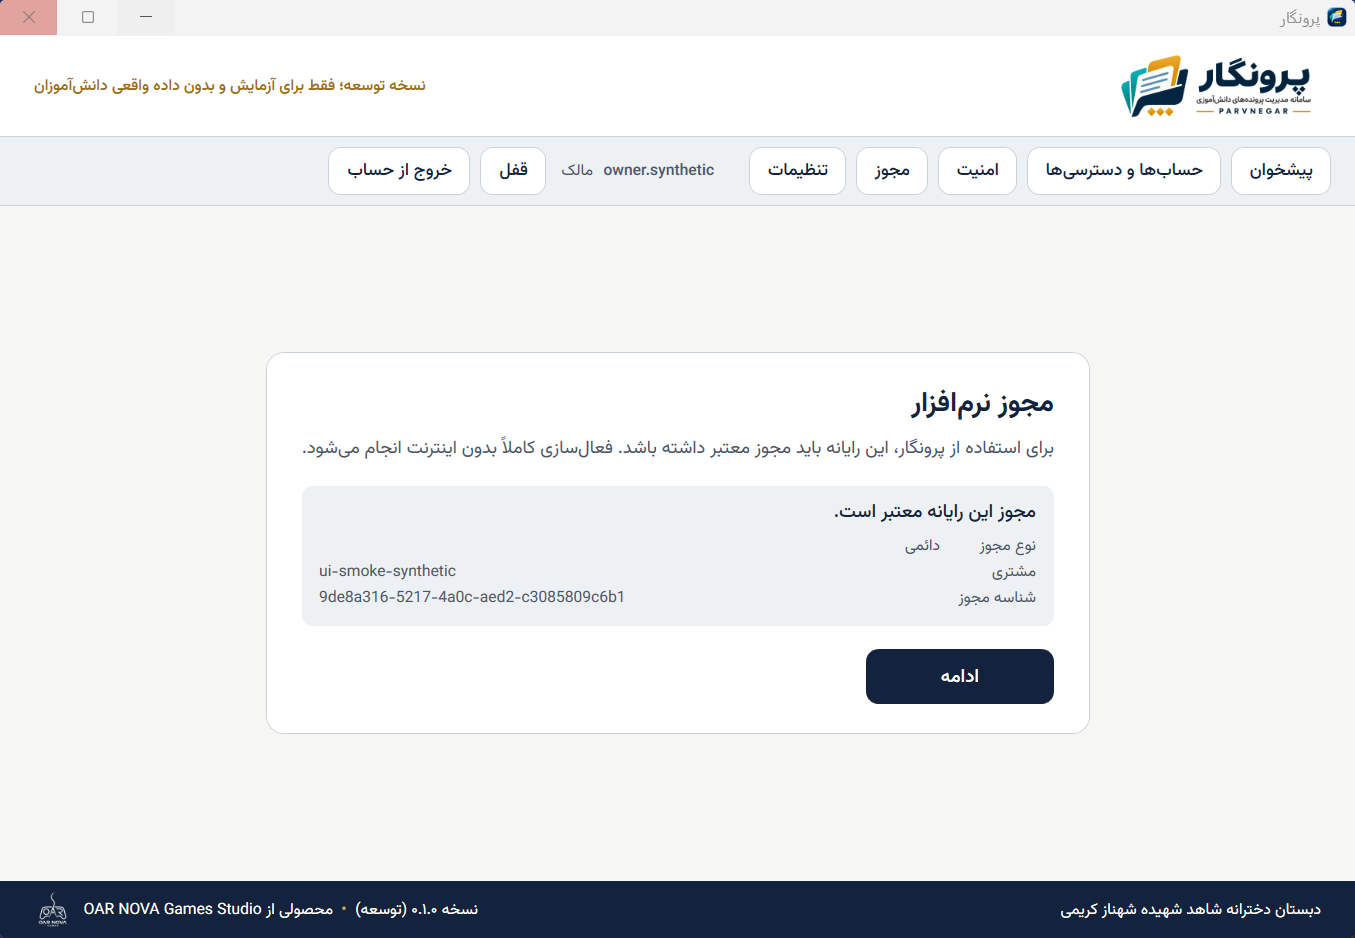 پرونگار
پرونگار
سامانه مدیریت پرونده‌های دانش‌آموزی
PARVNEGAR
نسخه توسعه؛ فقط برای آزمایش و بدون داده واقعی دانش‌آموزان
پیشخوان
حساب‌ها و دسترسی‌ها
امنیت
مجوز
تنظیمات
owner.synthetic مالک
قفل
خروج از حساب
مجوز نرم‌افزار
برای استفاده از پرونگار، این رایانه باید مجوز معتبر داشته باشد. فعال‌سازی کاملاً بدون اینترنت انجام می‌شود.
مجوز این رایانه معتبر است.
نوع مجوز دائمی
مشتری ui-smoke-synthetic
شناسه مجوز 9de8a316-5217-4a0c-aed2-c3085809c6b1
ادامه
دبستان دخترانه شاهد شهیده شهناز کریمی
نسخه ۰.۱.۰ (توسعه) • محصولی از OAR NOVA Games Studio
OAR NOVA
GAMES